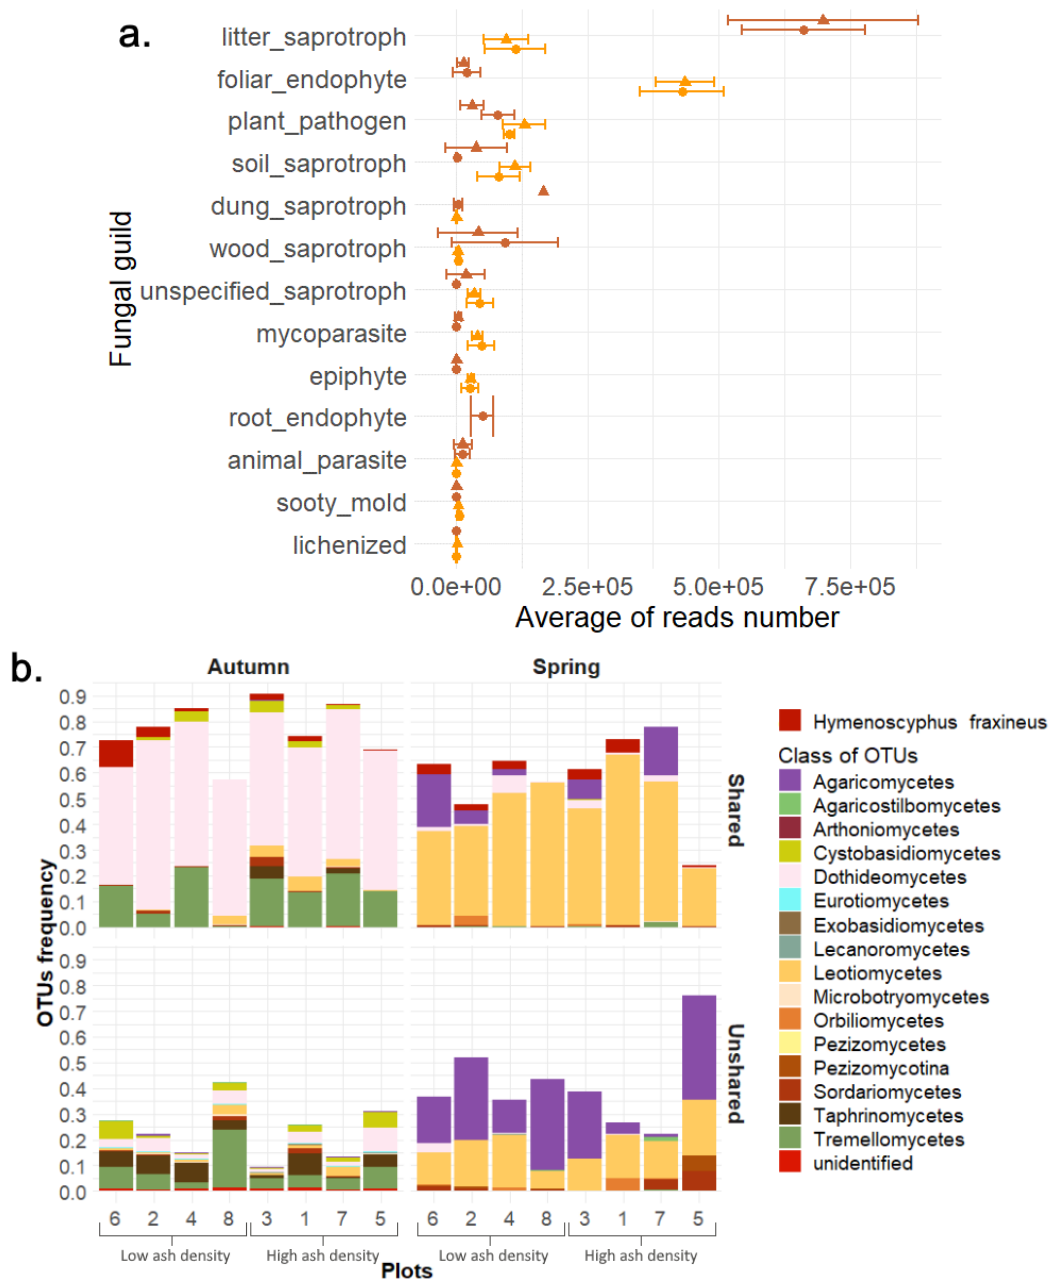 a.
litter_saprotroph
foliar_endophyte
plant_pathogen
soil_saprotroph
dung_saprotroph
wood_saprotroph
unspecified_saprotroph
mycoparasite
epiphyte
root_endophyte
animal_parasite
sooty_mold
lichenized
Fungal guild
0.0e+00 2.5e+05 5.0e+05 7.5e+05
Average of reads number
b.
Autumn Spring
0.9
0.8
0.7
0.6
0.5
0.4
0.3
0.2
0.1
0.0
Shared
OTUs frequency
0.9
0.8
0.7
0.6
0.5
0.4
0.3
0.2
0.1
0.0
Unshared
6 2 4 8 3 1 7 5 6 2 4 8 3 1 7 5
Low ash density High ash density Low ash density High ash density
Plots
Hymenoscyphus fraxineus
Class of OTUs
Agaricomycetes
Agaricostilbomycetes
Arthoniomycetes
Cystobasidiomycetes
Dothideomycetes
Eurotiomycetes
Exobasidiomycetes
Lecanoromycetes
Leotiomycetes
Microbotryomycetes
Orbiliomycetes
Pezizomycetes
Pezizomycotina
Sordariomycetes
Taphrinomycetes
Tremellomycetes
unidentified